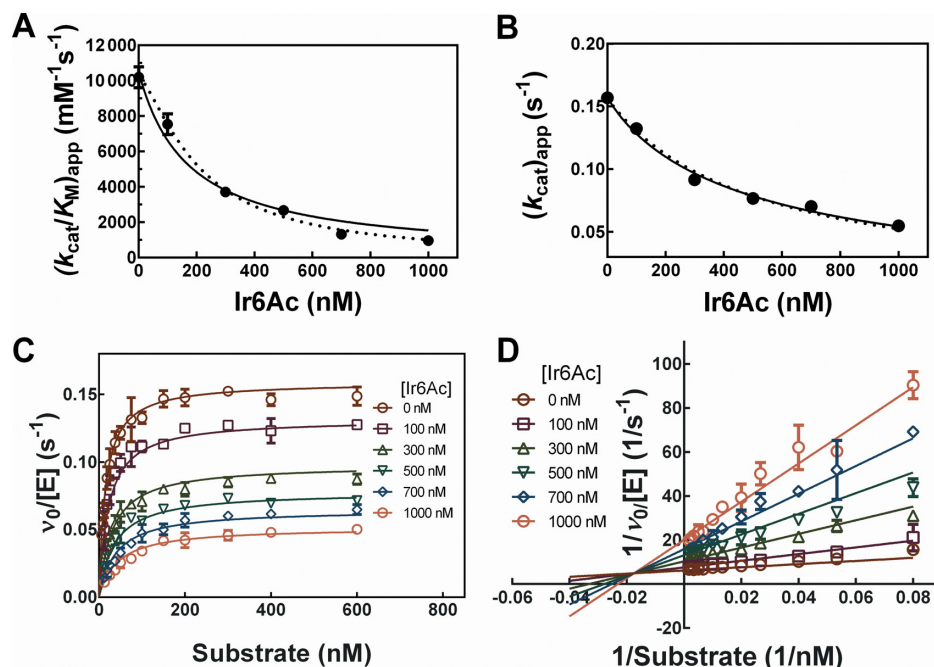 A
(kcat/KM)app (mM−1s−1)
12000
10000
8000
6000
4000
2000
0
0 200 400 600 800 1000
Ir6Ac (nM)
B
(kcat)app (s−1)
0.20
0.15
0.10
0.05
0 200 400 600 800 1000
Ir6Ac (nM)
C
ν0/[E] (s−1)
0.15
0.10
0.05
0.00
0 200 400 600 800
Substrate (nM)
[Ir6Ac]
0 nM
100 nM
300 nM
500 nM
700 nM
1000 nM
D
[Ir6Ac]
0 nM
100 nM
300 nM
500 nM
700 nM
1000 nM
1/ν0/[E] (1/s)
100
80
60
40
20
-20
-0.06 -0.04 -0.02 0.02 0.04 0.06 0.08
1/Substrate (1/nM)